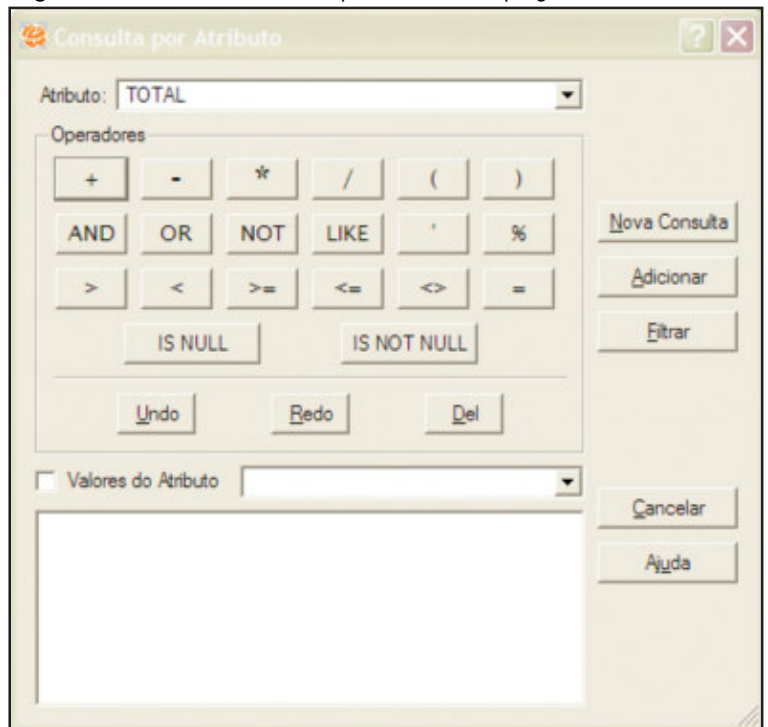 Consulta por Atributo
Atributo: TOTAL
Operadores
+ - * / ( )
AND OR NOT LIKE ' %
> < >= <= <> =
IS NULL IS NOT NULL
Undo Redo Del
Nova Consulta
Adicionar
Filtrar
Valores do Atributo
Cancelar
Ajuda